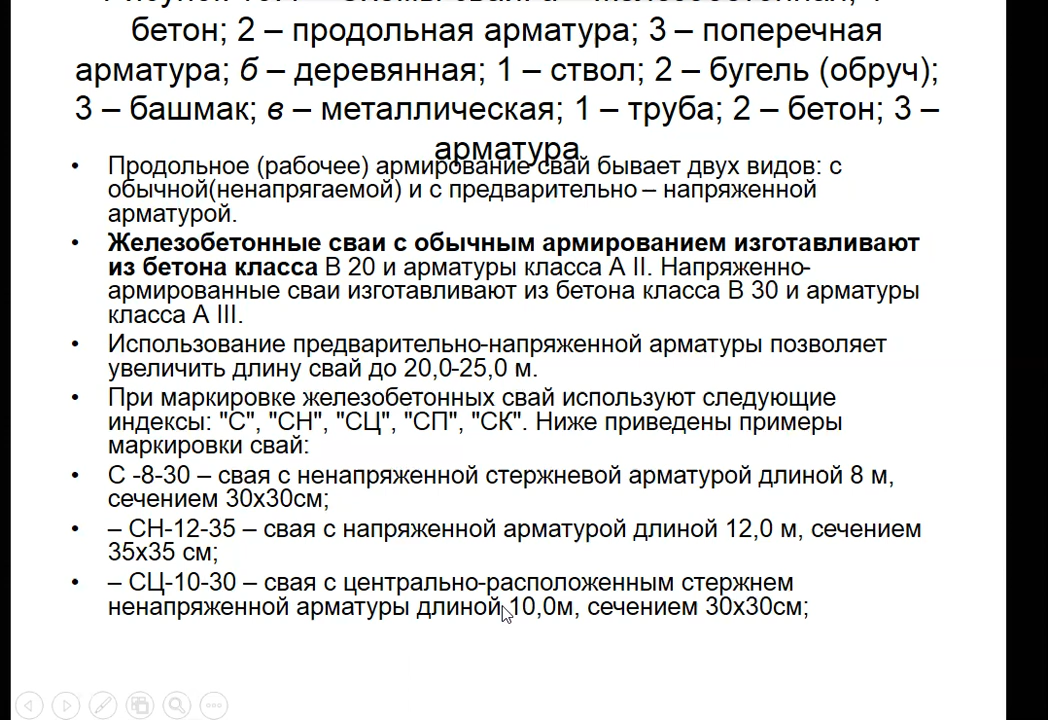 бетон; 2 – продольная арматура; 3 – поперечная
арматура; б – деревянная; 1 – ствол; 2 – бугель (обруч);
3 – башмак; в – металлическая; 1 – труба; 2 – бетон; 3 –
арматура
• Продольное (рабочее) армирование свай бывает двух видов: с
обычной(ненапрягаемой) и с предварительно – напряженной
арматурой.
• Железобетонные сваи с обычным армированием изготавливают
из бетона класса В 20 и арматуры класса А II. Напряженно-
армированные сваи изготавливают из бетона класса В 30 и арматуры
класса А III.
• Использование предварительно-напряженной арматуры позволяет
увеличить длину свай до 20,0-25,0 м.
• При маркировке железобетонных свай используют следующие
индексы: "С", "СН", "СЦ", "СП", "СК". Ниже приведены примеры
маркировки свай:
• С -8-30 – свая с ненапряженной стержневой арматурой длиной 8 м,
сечением 30х30см;
• – СН-12-35 – свая с напряженной арматурой длиной 12,0 м, сечением
35х35 см;
• – СЦ-10-30 – свая с центрально-расположенным стержнем
ненапряженной арматуры длиной 10,0м, сечением 30х30см;